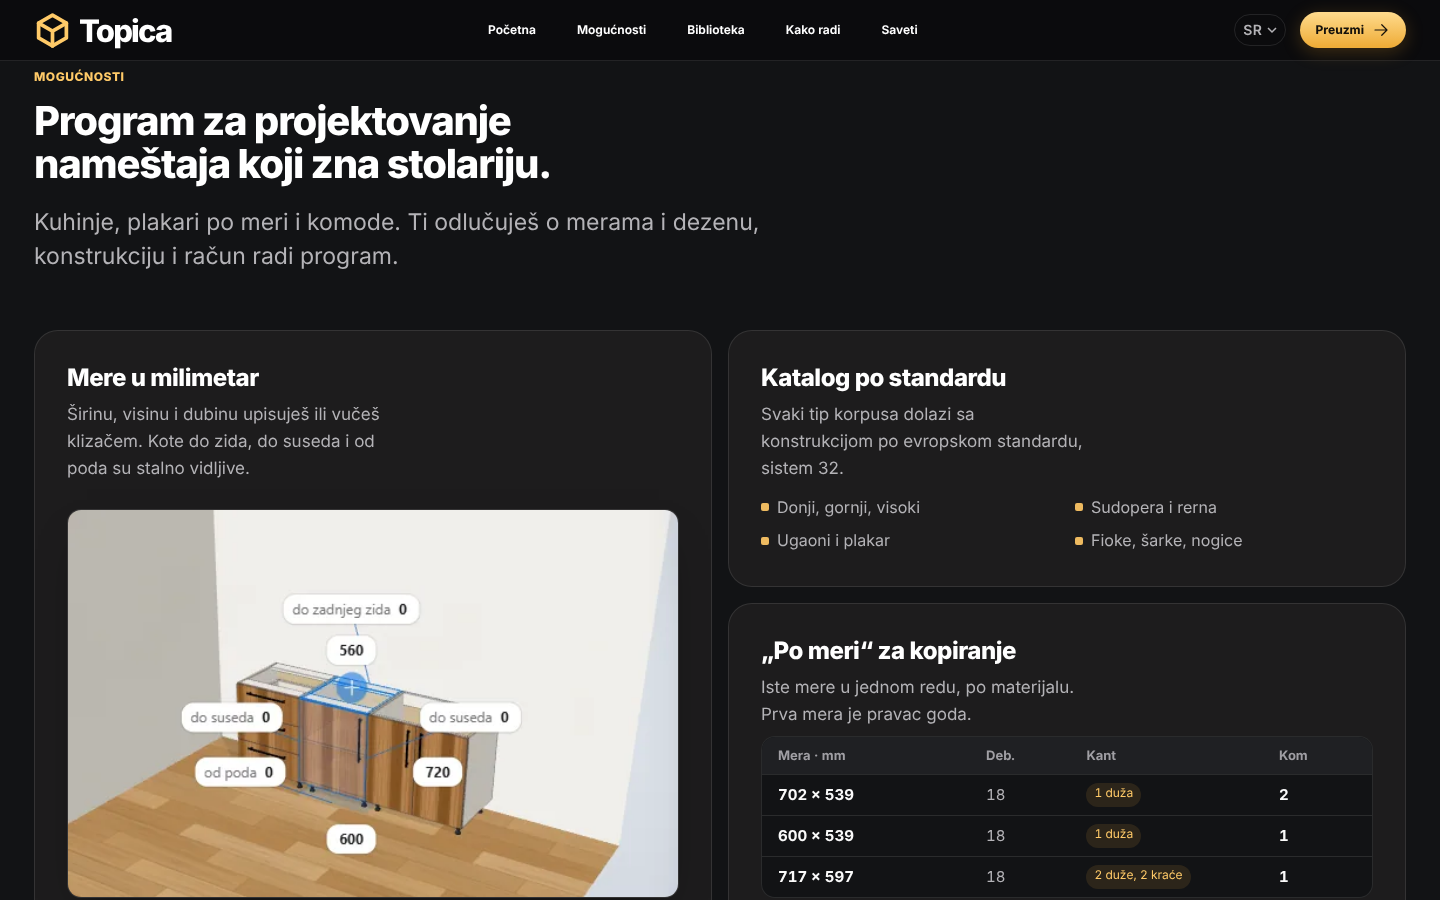 Topica
Početna
Mogućnosti
Biblioteka
Kako radi
Saveti
SR
Preuzmi
MOGUĆNOSTI
Program za projektovanje
nameštaja koji zna stolariju.
Kuhinje, plakari po meri i komode. Ti odlučuješ o merama i dezenu,
konstrukciju i račun radi program.
Mere u milimetar
Širinu, visinu i dubinu upisuješ ili vučeš
klizačem. Kote do zida, do suseda i od
poda su stalno vidljive.
do zadnjeg zida 0
560
do suseda 0
do suseda 0
od poda 0
720
600
Katalog po standardu
Svaki tip korpusa dolazi sa
konstrukcijom po evropskom standardu,
sistem 32.
Donji, gornji, visoki
Sudopera i rerna
Ugaoni i plakar
Fioke, šarke, nogice
„Po meri“ za kopiranje
Iste mere u jednom redu, po materijalu.
Prva mera je pravac goda.
Mera · mm Deb. Kant Kom
702 × 539 18 1 duža 2
600 × 539 18 1 duža 1
717 × 597 18 2 duže, 2 kraće 1